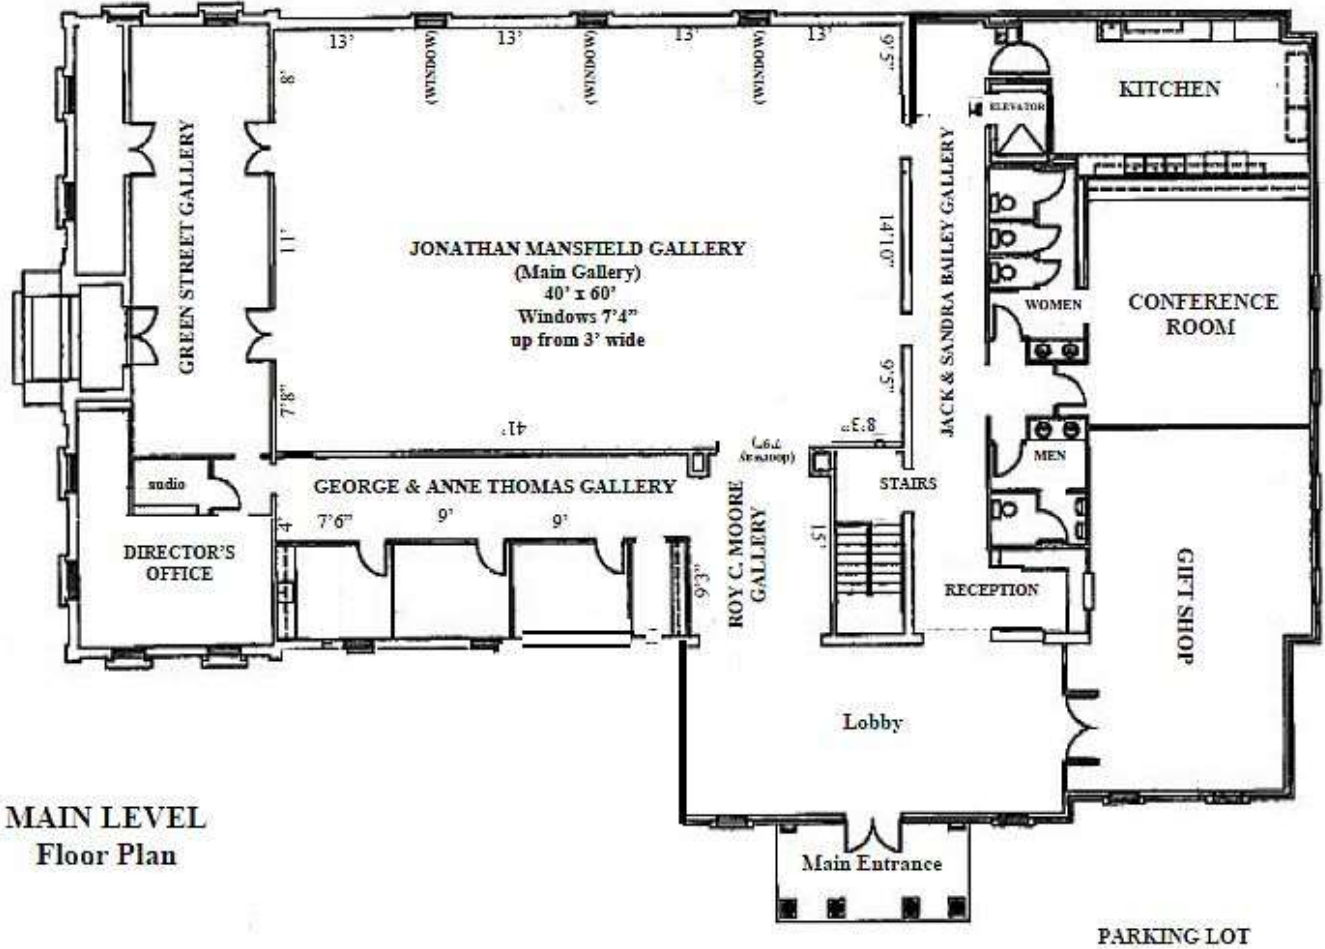 13'
13'
13'
13'
(WINDOW)
(WINDOW)
(WINDOW)
8'
9'5"
KITCHEN
ELEVATOR
GREEN STREET GALLERY
JACK & SANDRA BAILEY GALLERY
11'
14'10"
JONATHAN MANSFIELD GALLERY
(Main Gallery)
40' x 60'
Windows 7'4"
up from 3' wide
WOMEN
CONFERENCE
ROOM
7'8"
9'5"
41'
8'3"
(doorway
7'9")
MEN
sudio
GEORGE & ANNE THOMAS GALLERY
STAIRS
4'
7'6"
9'
9'
ROY C. MOORE
GALLERY
15'
DIRECTOR'S
OFFICE
9'3"
RECEPTION
GIFT SHOP
Lobby
MAIN LEVEL
Floor Plan
Main Entrance
PARKING LOT